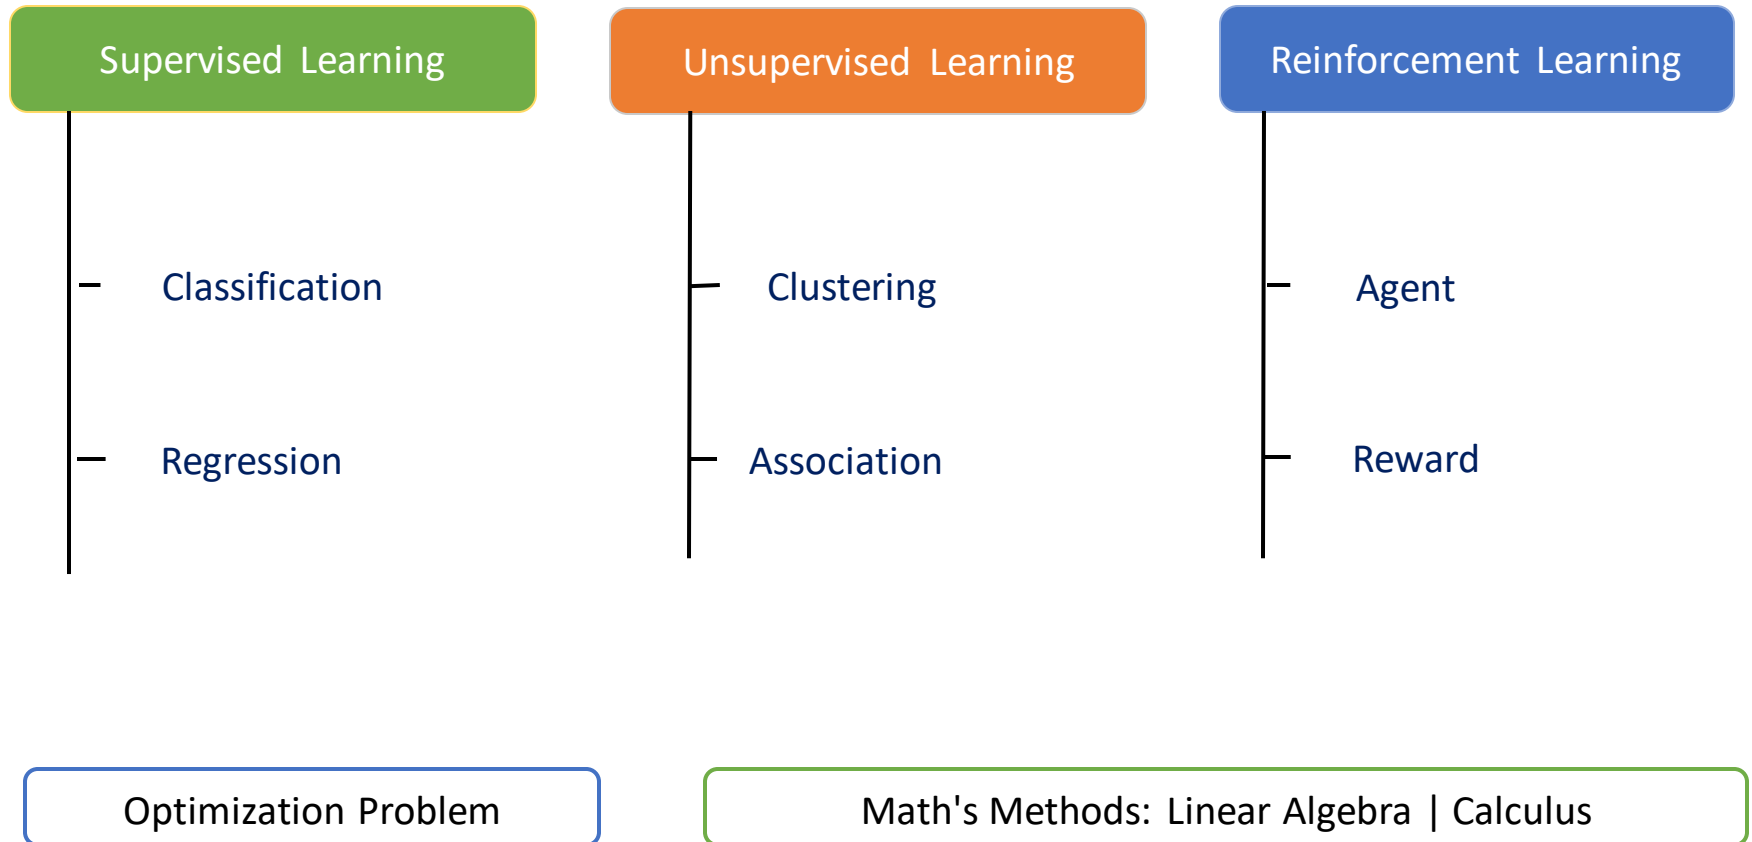 Supervised Learning
Unsupervised Learning
Reinforcement Learning
Classification
Clustering
Agent
Regression
Association
Reward
Optimization Problem
Math's Methods: Linear Algebra | Calculus